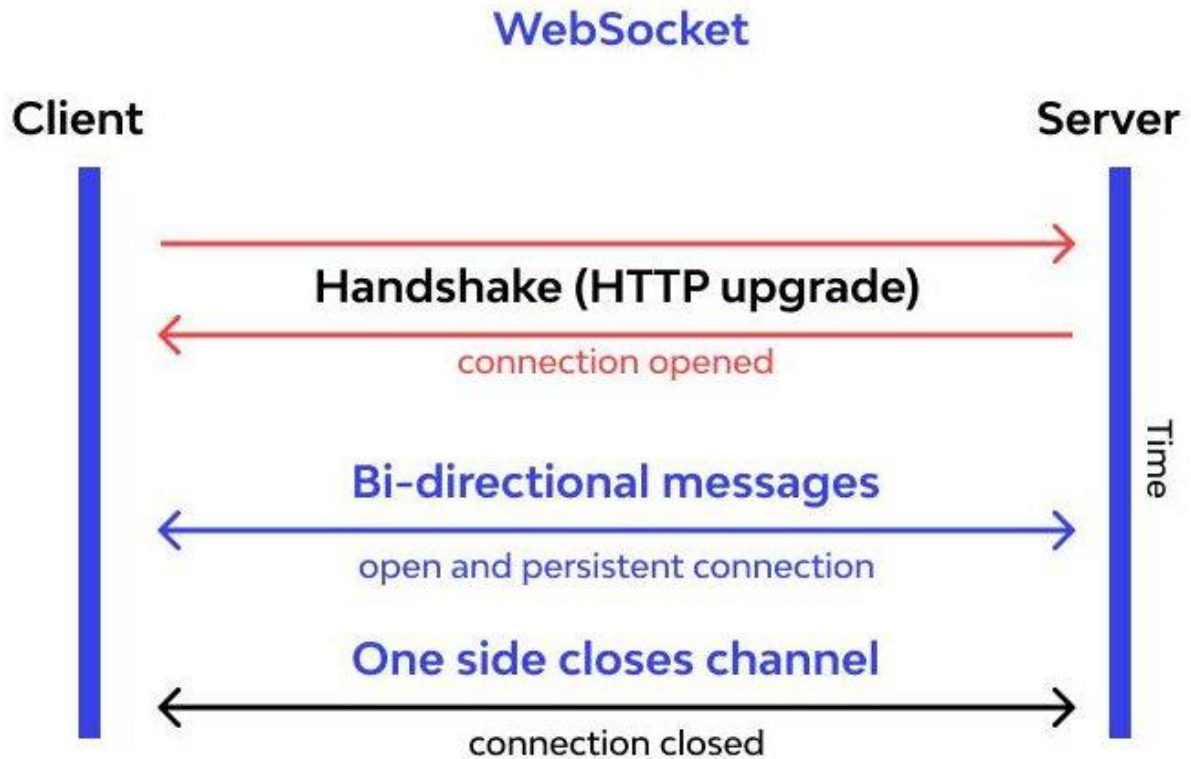 WebSocket
Client
Server
Handshake (HTTP upgrade)
connection opened
Time
Bi-directional messages
open and persistent connection
One side closes channel
connection closed